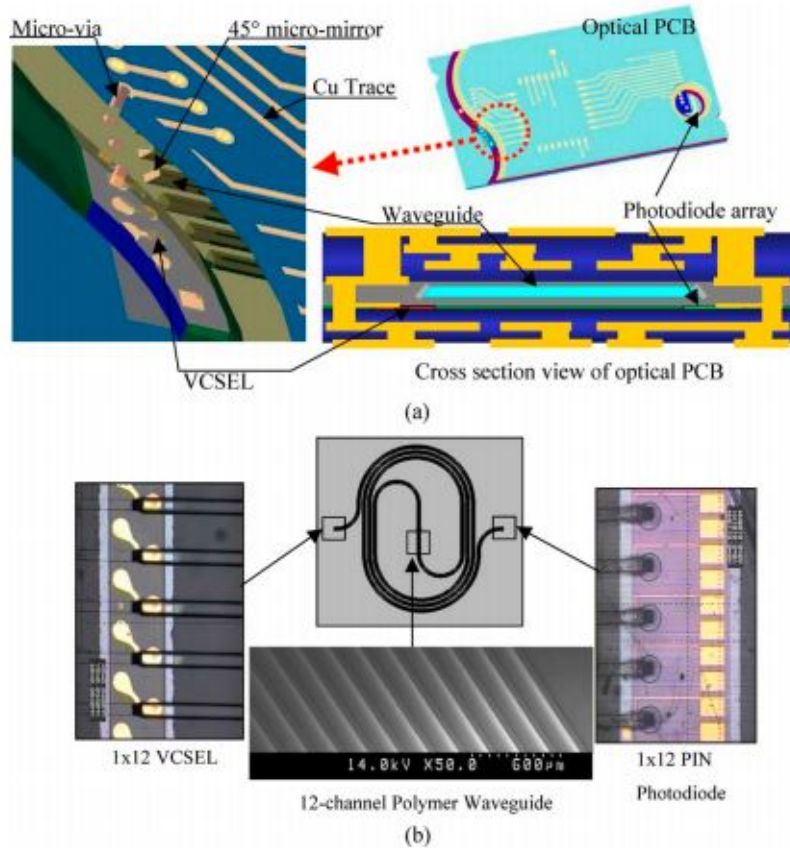 Micro-via
45° micro-mirror
Optical PCB
Cu Trace
Waveguide
Photodiode array
VCSEL
Cross section view of optical PCB
(a)
1x12 VCSEL
14.0kV X50.0 600μm
12-channel Polymer Waveguide
1x12 PIN
Photodiode
(b)